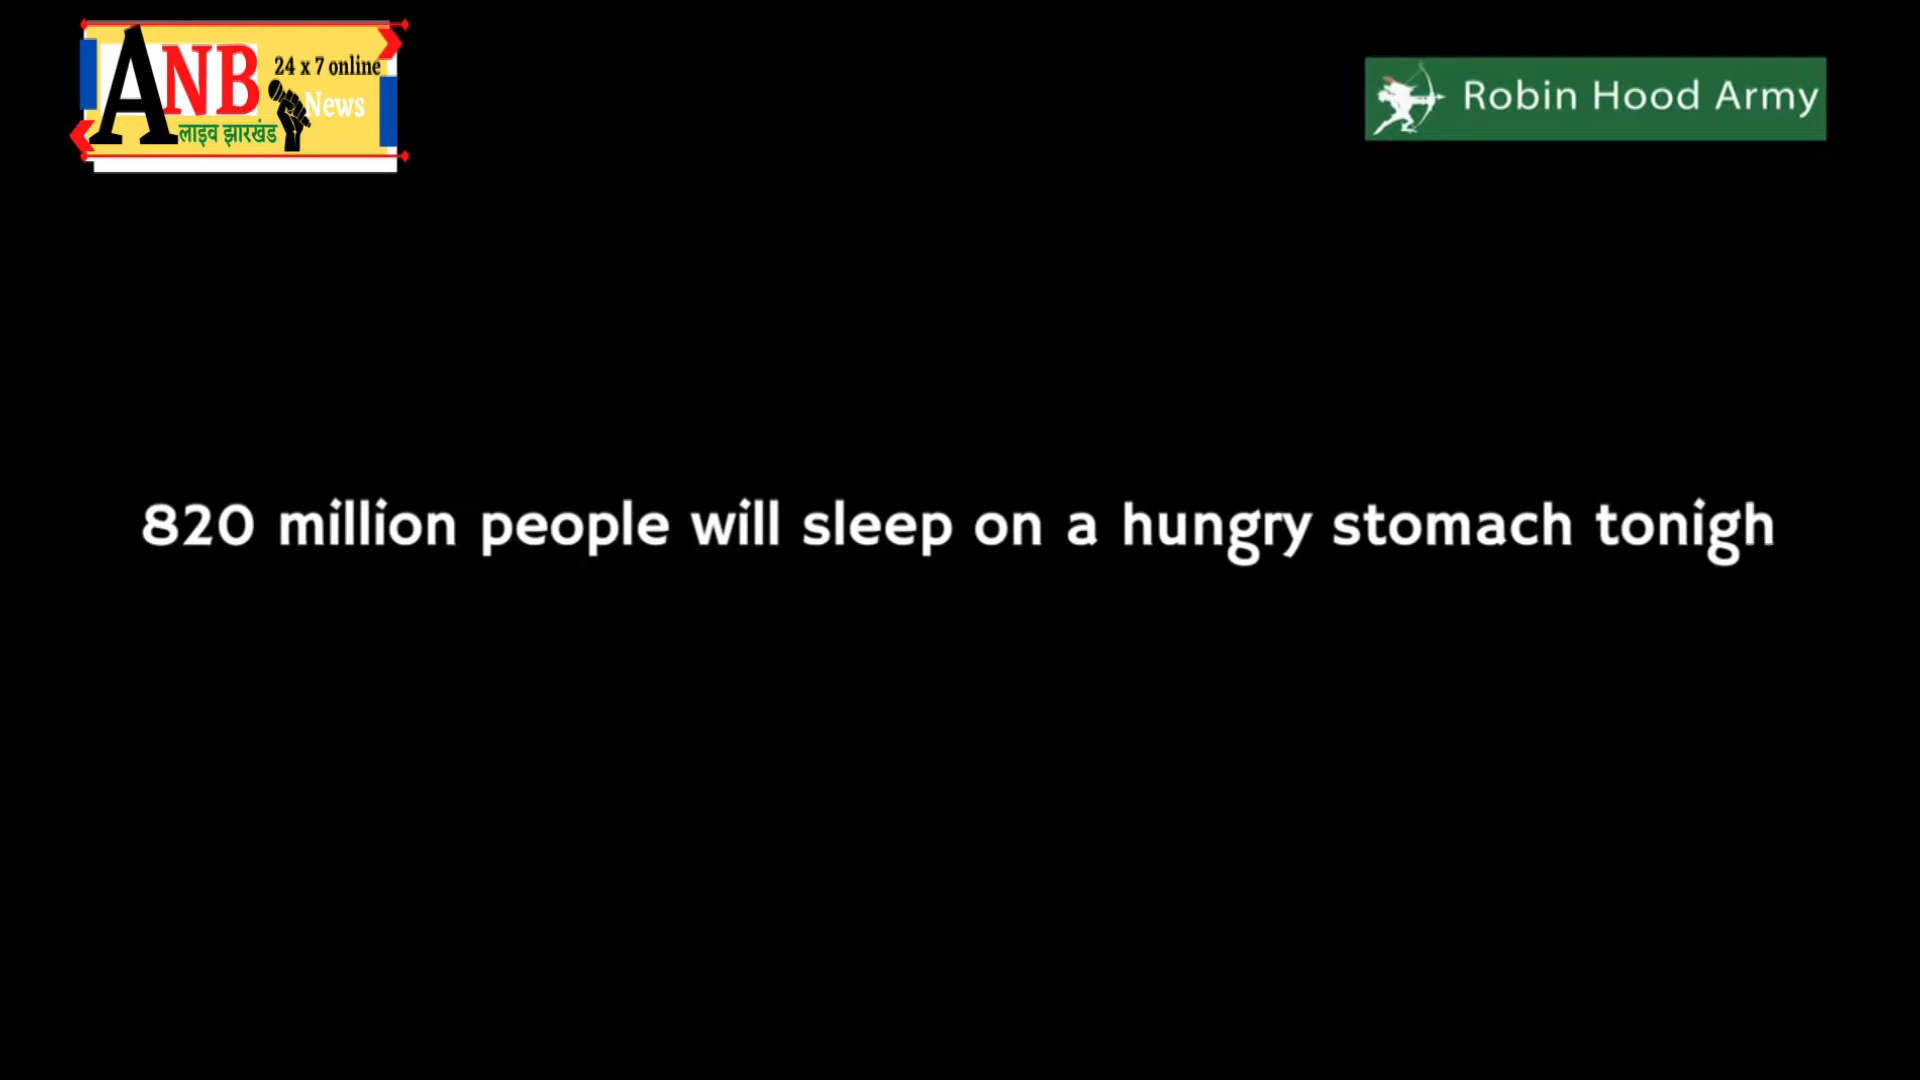 ANB
24 x 7 online
News
लाइव झारखंड
Robin Hood Army
820 million people will sleep on a hungry stomach tonigh